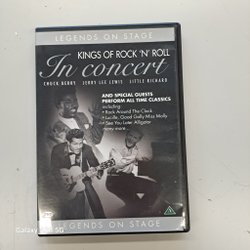 LEGENDS ON STAGE
KINGS OF ROCK 'N' ROLL
In concert
CHUCK BERRY JERRY LEE LEWIS LITTLE RICHARD
AND SPECIAL GUESTS
PERFORM ALL TIME CLASSICS
including:
• Rock Around The Clock
• Lucille, Good Golly Miss Molly
• See You Later Alligator
many more...
LEGENDS ON STAGE
Galaxy
5G